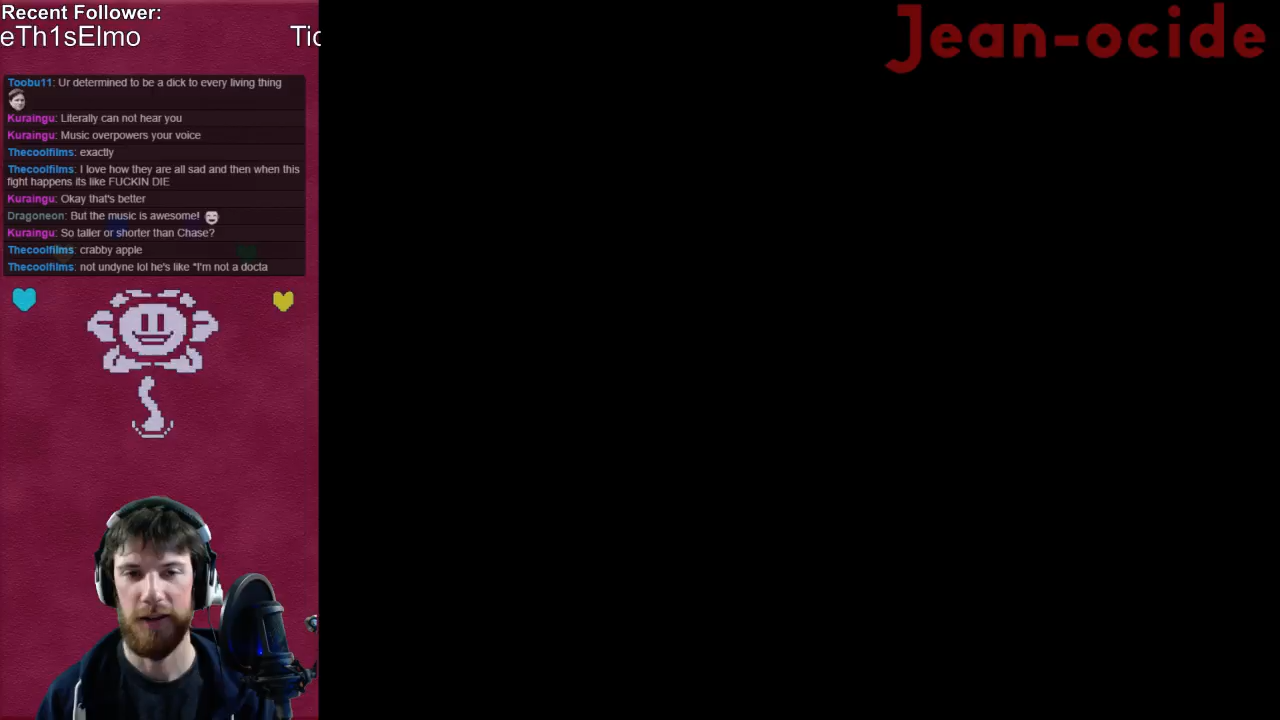 Recent Follower:
eTh1sElmo Tic
Jean-ocide
Toobu11: Ur determined to be a dick to every living thing
Kuraingu: Literally can not hear you
Kuraingu: Music overpowers your voice
Thecoolfilms: exactly
Thecoolfilms: I love how they are all sad and then when this
fight happens its like FUCKIN DIE
Kuraingu: Okay that's better
Dragoneon: But the music is awesome!
Kuraingu: So taller or shorter than Chase?
Thecoolfilms: crabby apple
Thecoolfilms: not undyne lol he's like *I'm not a docta